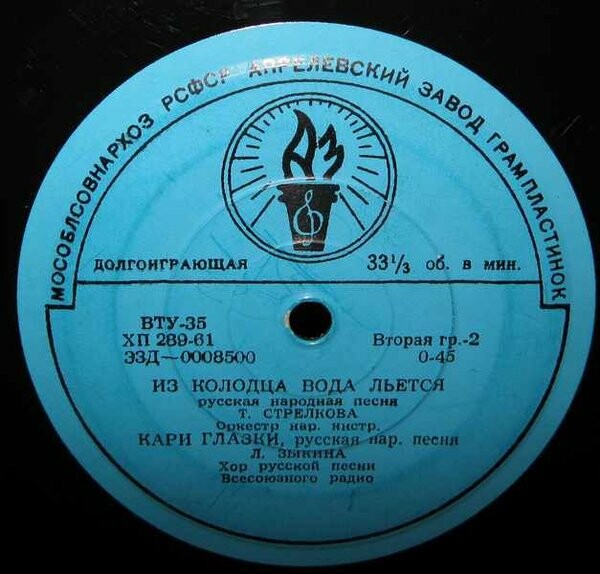 МОСОБЛСОВНАРХОЗ РСФСР АПРЕЛЕВСКИЙ ЗАВОД ГРАМПЛАСТИНОК
АЗ
ДОЛГОИГРАЮЩАЯ 33⅓ об. в мин.
ВТУ-35
ХП 289-61 Вторая гр.-2
ЭЗД~0008500 0-45
ИЗ КОЛОДЦА ВОДА ЛЬЕТСЯ
русская народная песня
Т. СТРЕЛКОВА
Оркестр нар. инстр.
КАРИ ГЛАЗКИ, русская нар. песня
Л. ЗЫКИНА
Хор русской песни
Всесоюзного радио